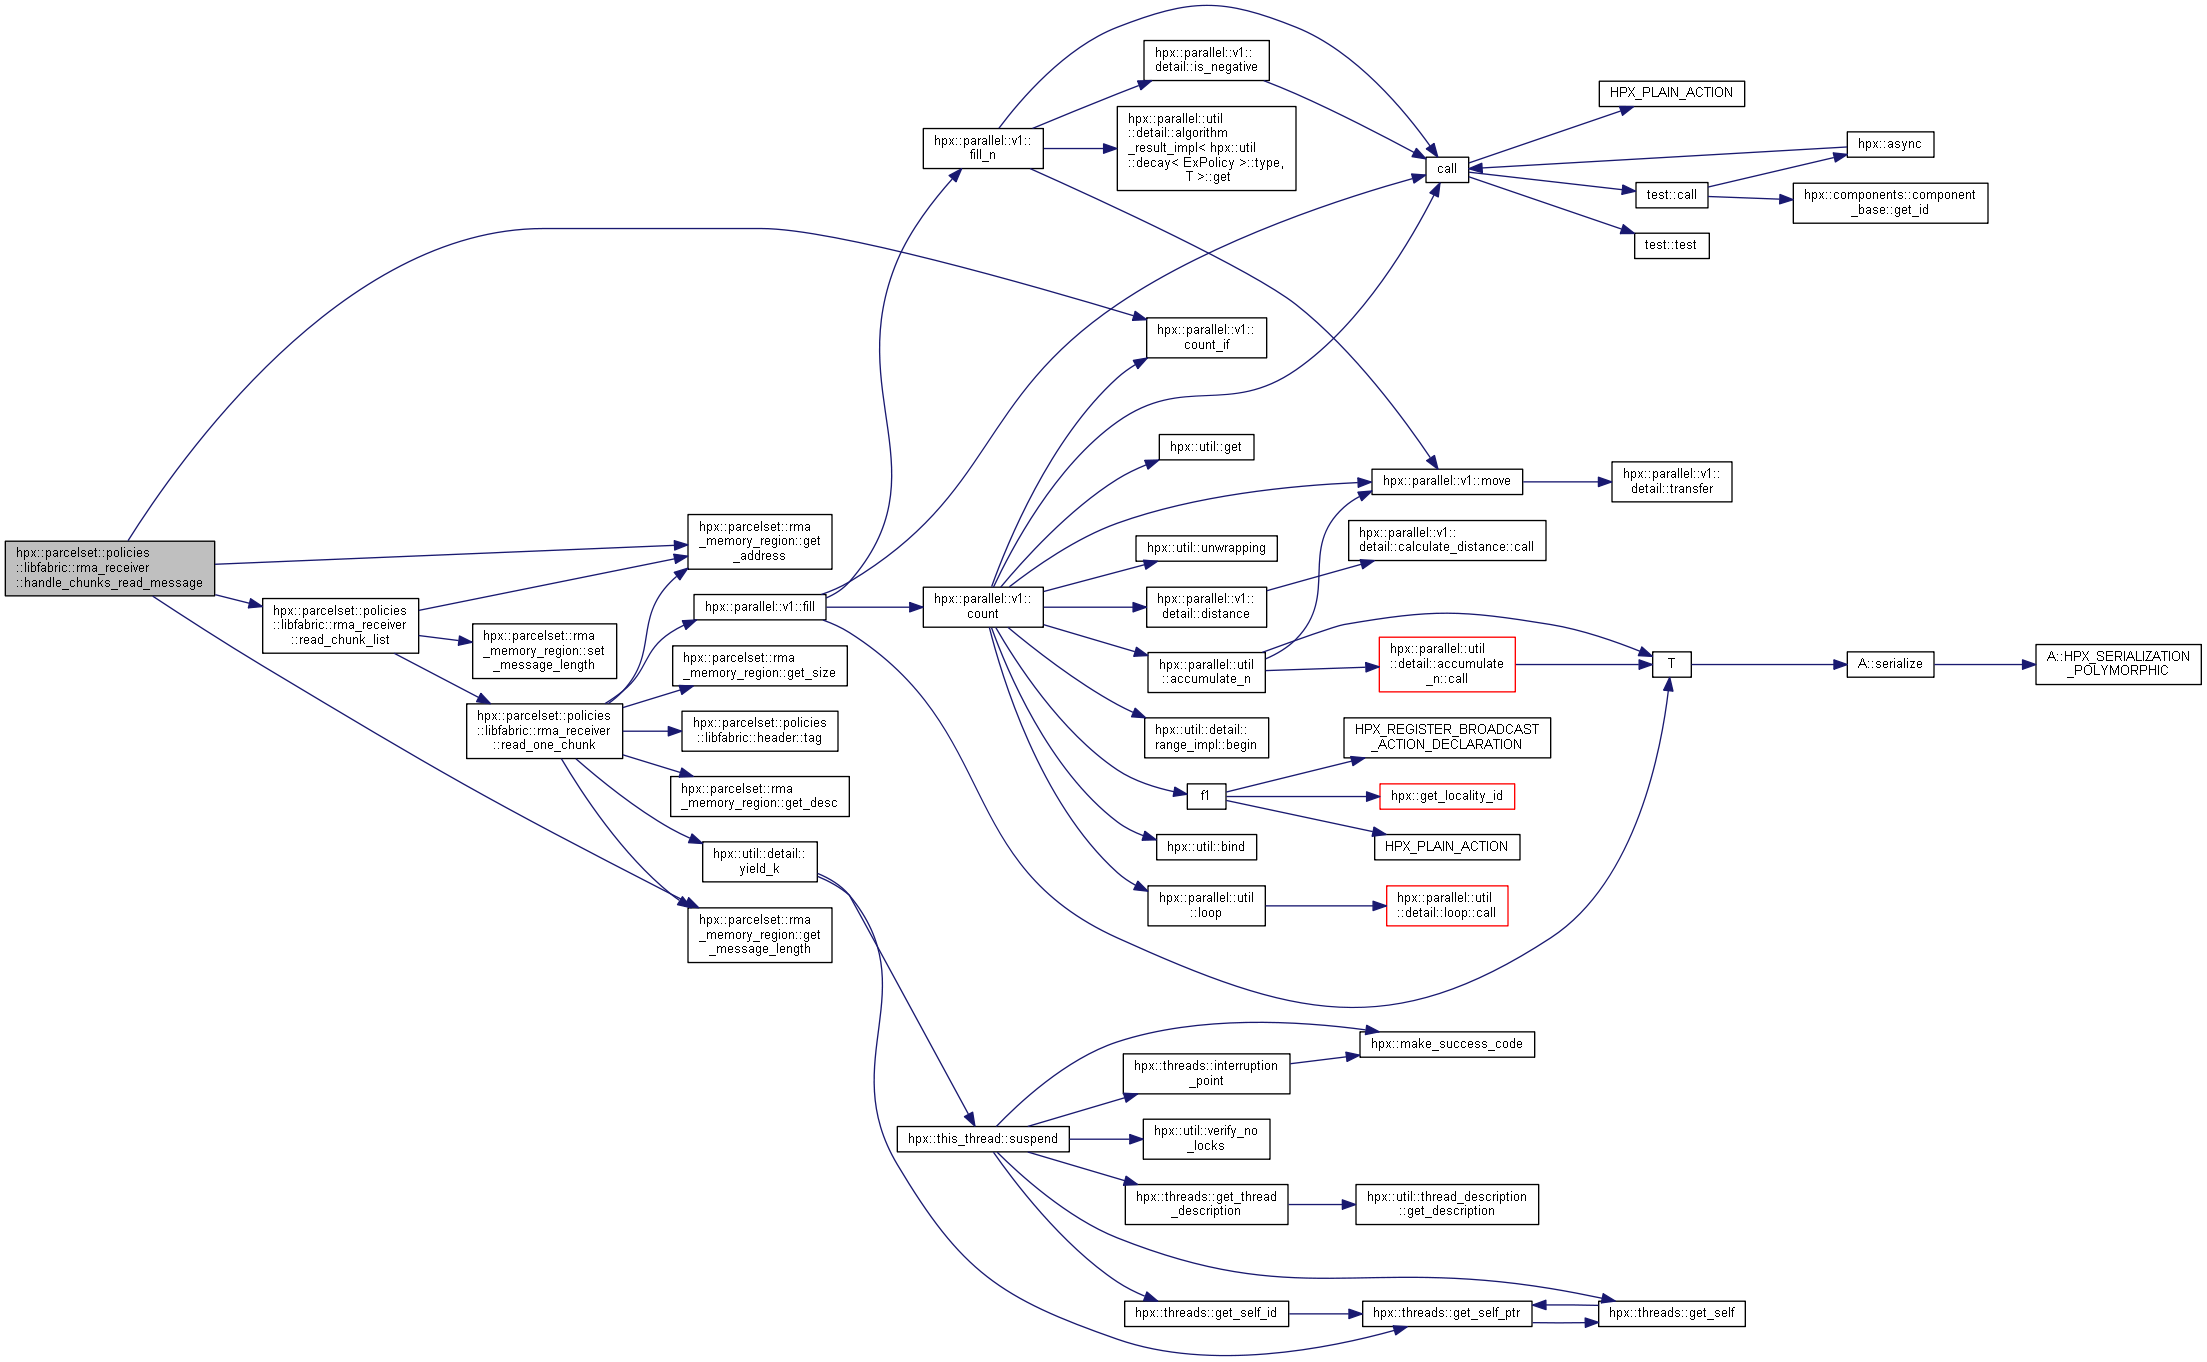 hpx::parcelset::policies
::libfabric::rma_receiver
::handle_chunks_read_message
hpx::parcelset::policies
::libfabric::rma_receiver
::read_chunk_list
hpx::parcelset::rma
_memory_region::set
_message_length
hpx::parcelset::policies
::libfabric::rma_receiver
::read_one_chunk
hpx::parcelset::rma
_memory_region::get
_address
hpx::parallel::v1::fill
hpx::parcelset::rma
_memory_region::get_size
hpx::parcelset::policies
::libfabric::header::tag
hpx::parcelset::rma
_memory_region::get_desc
hpx::util::detail::
yield_k
hpx::parcelset::rma
_memory_region::get
_message_length
hpx::parallel::v1::
fill_n
hpx::parallel::v1::
count
hpx::this_thread::suspend
hpx::parallel::v1::
detail::is_negative
hpx::parallel::util
::detail::algorithm
_result_impl< hpx::util
::decay< ExPolicy >::type,
T >::get
hpx::parallel::v1::
count_if
hpx::util::get
hpx::util::unwrapping
hpx::parallel::v1::
detail::distance
hpx::parallel::util
::accumulate_n
hpx::util::detail::
range_impl::begin
f1
hpx::util::bind
hpx::parallel::util
::loop
hpx::threads::interruption
_point
hpx::util::verify_no
_locks
hpx::threads::get_thread
_description
hpx::threads::get_self_id
call
hpx::parallel::v1::move
hpx::parallel::v1::
detail::calculate_distance::call
hpx::parallel::util
::detail::accumulate
_n::call
HPX_REGISTER_BROADCAST
_ACTION_DECLARATION
hpx::get_locality_id
HPX_PLAIN_ACTION
hpx::parallel::util
::detail::loop::call
hpx::make_success_code
hpx::util::thread_description
::get_description
hpx::threads::get_self_ptr
HPX_PLAIN_ACTION
test::call
test::test
hpx::parallel::v1::
detail::transfer
T
hpx::threads::get_self
hpx::async
hpx::components::component
_base::get_id
A::serialize
A::HPX_SERIALIZATION
_POLYMORPHIC